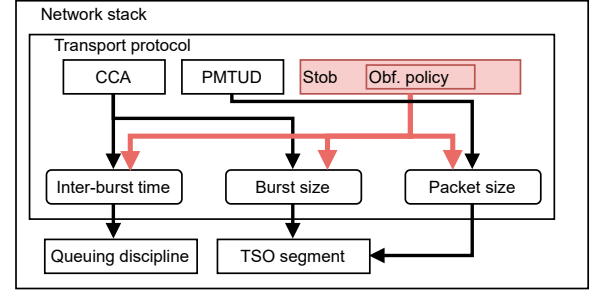 Network stack
Transport protocol
CCA
PMTUD
Stob
Obf. policy
Inter-burst time
Burst size
Packet size
Queuing discipline
TSO segment